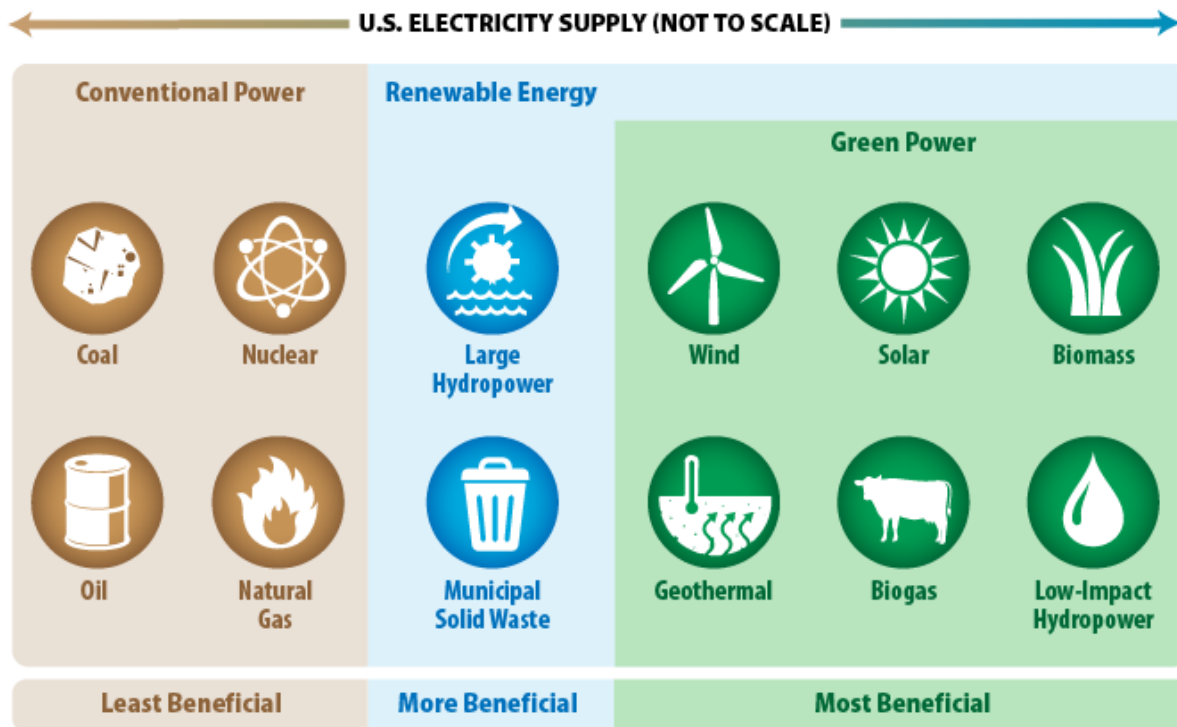 U.S. ELECTRICITY SUPPLY (NOT TO SCALE)
Conventional Power
Renewable Energy
Green Power
Coal
Nuclear
Large
Hydropower
Wind
Solar
Biomass
Oil
Natural
Gas
Municipal
Solid Waste
Geothermal
Biogas
Low-Impact
Hydropower
Least Beneficial
More Beneficial
Most Beneficial